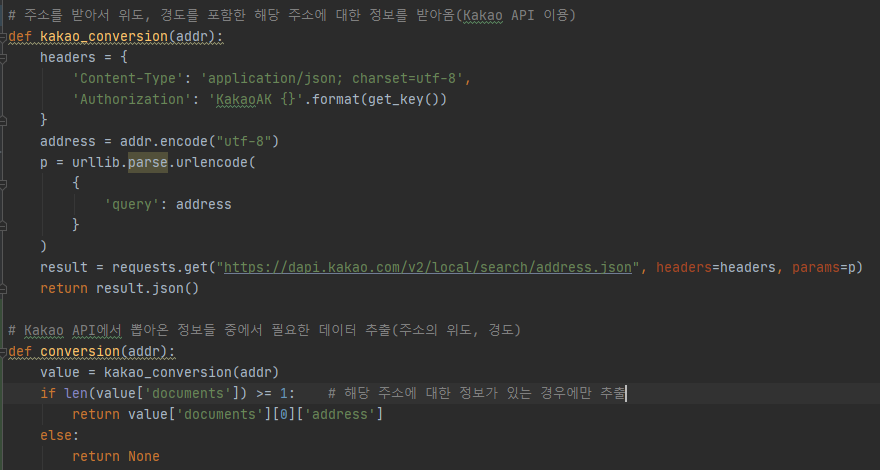 # 주소를 받아서 위도, 경도를 포함한 해당 주소에 대한 정보를 받아옴(Kakao API 이용)
def kakao_conversion(addr):
    headers = {
        'Content-Type': 'application/json; charset=utf-8',
        'Authorization': 'KakaoAK {}'.format(get_key())
    }
    address = addr.encode("utf-8")
    p = urllib.parse.urlencode(
        {
            'query': address
        }
    )
    result = requests.get("https://dapi.kakao.com/v2/local/search/address.json", headers=headers, params=p)
    return result.json()
# Kakao API에서 뽑아온 정보들 중에서 필요한 데이터 추출(주소의 위도, 경도)
def conversion(addr):
    value = kakao_conversion(addr)
    if len(value['documents']) >= 1:    # 해당 주소에 대한 정보가 있는 경우에만 추출
        return value['documents'][0]['address']
    else:
        return None